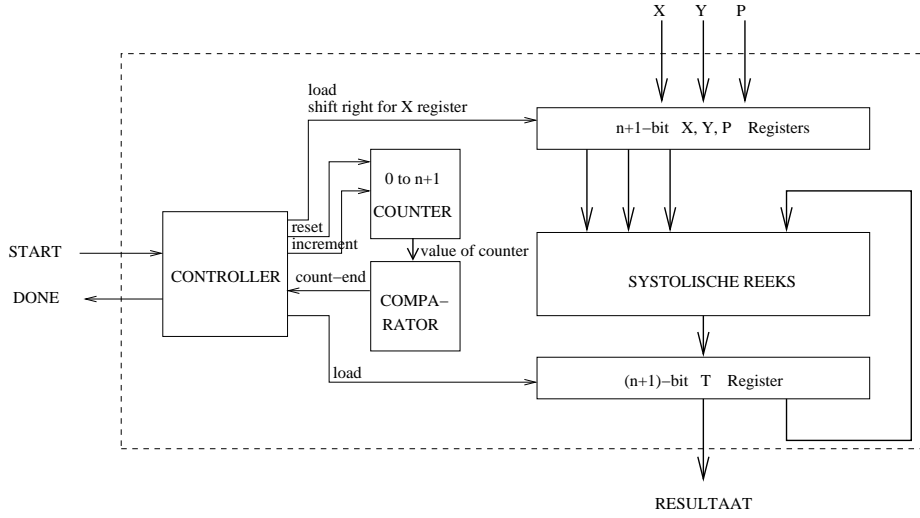 X Y P
load
shift right for X register
n+1−bit X, Y, P Registers
0 to n+1
COUNTER
reset
increment
START
value of counter
CONTROLLER
count−end
SYSTOLISCHE REEKS
DONE
COMPA−
RATOR
load
(n+1)−bit T Register
RESULTAAT